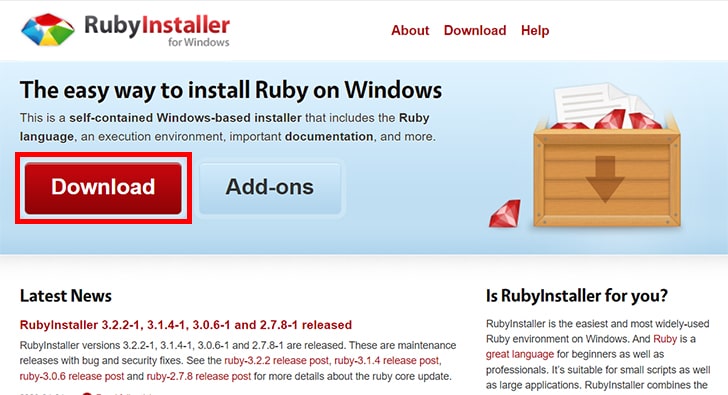 RubyInstaller
for Windows
About Download Help
The easy way to install Ruby on Windows
This is a self-contained Windows-based installer that includes the Ruby
language, an execution environment, important documentation, and more.
Download
Add-ons
Latest News
RubyInstaller 3.2.2-1, 3.1.4-1, 3.0.6-1 and 2.7.8-1 released
RubyInstaller versions 3.2.2-1, 3.1.4-1, 3.0.6-1 and 2.7.8-1 are released. These are maintenance
releases with bug and security fixes. See the ruby-3.2.2 release post, ruby-3.1.4 release post,
ruby-3.0.6 release post and ruby-2.7.8 release post for more details about the ruby core update.
Is RubyInstaller for you?
RubyInstaller is the easiest and most widely-used
Ruby environment on Windows. And Ruby is a
great language for beginners as well as
professionals. It's suitable for small scripts as well
as large applications. RubyInstaller combines the